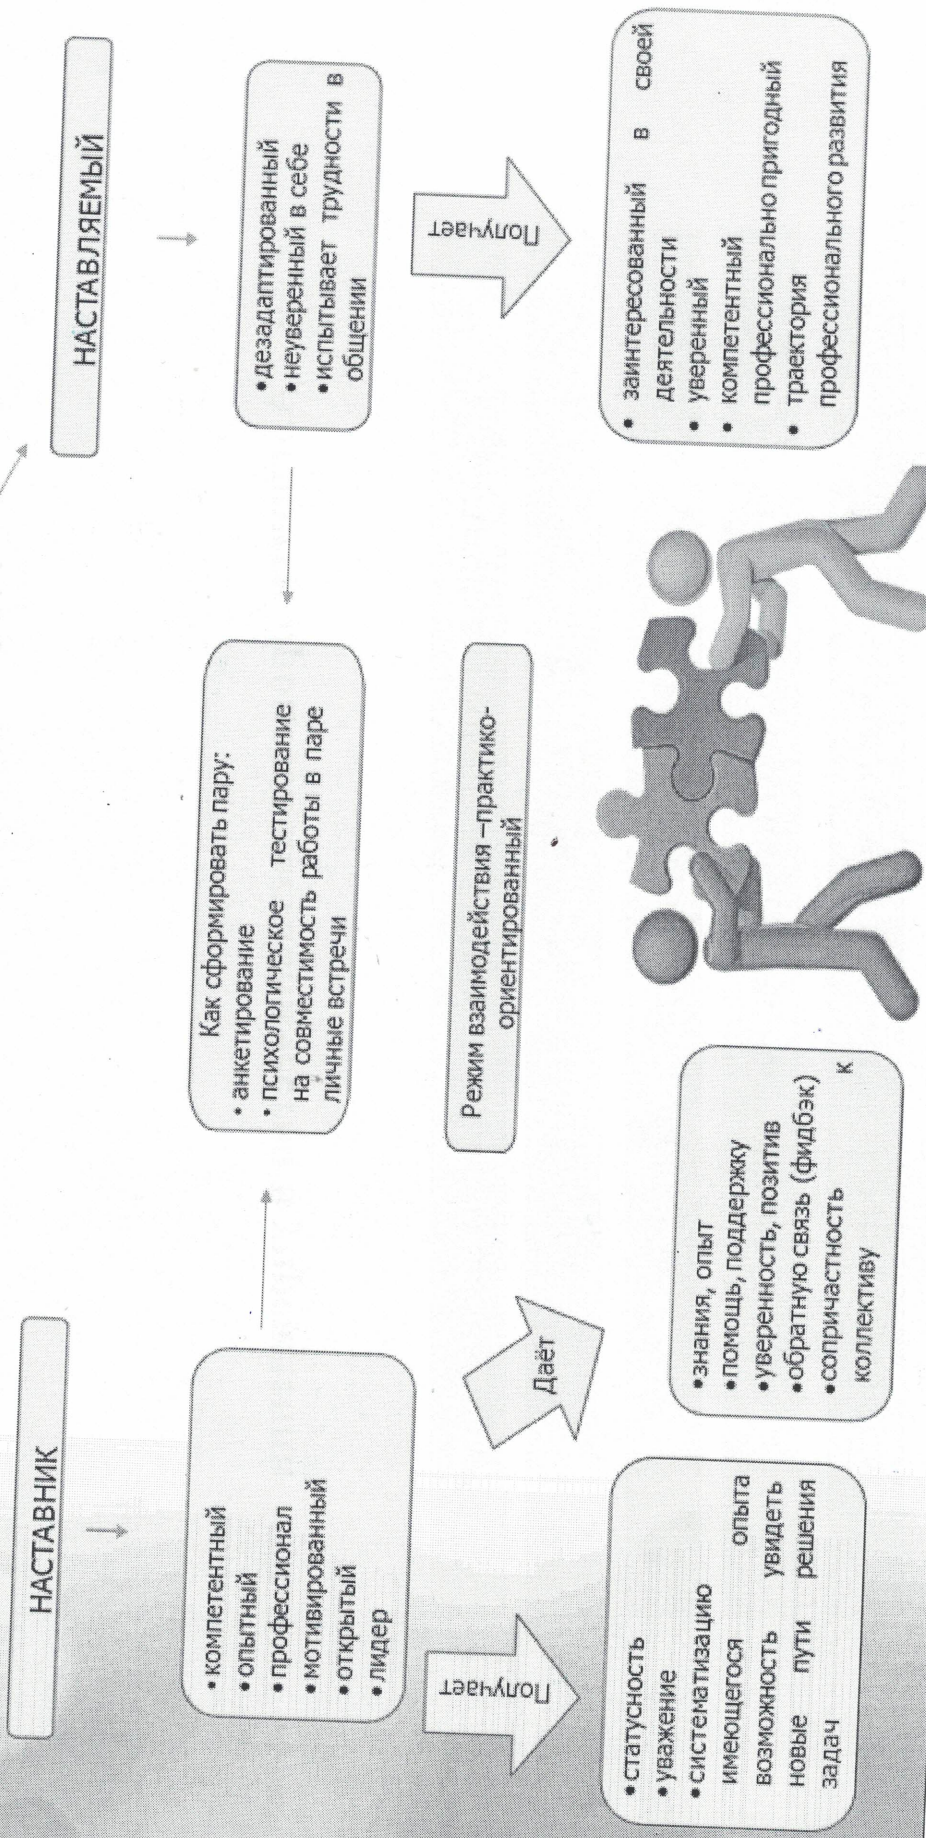 НАСТАВНИК
НАСТАВЛЯЕМЫЙ
•компетентный
•опытный
•профессионал
•мотивированный
•открытый
•лидер
Как сформировать пару:
• анкетирование
• психологическое тестирование
на совместимость работы в паре
личные встречи
•дезадаптированный
•неуверенный в себе
•испытывает трудности в
общении
Получает
Даёт
Режим взаимодействия –практико-
ориентированный
Получает
•статусность
•уважение
•систематизацию
имеющегося опыта
возможность увидеть
новые пути решения
задач
•знания, опыт
•помощь, поддержку
•уверенность, позитив
•обратную связь (фидбэк)
•сопричастность к
коллективу
• заинтересованный в своей
деятельности
• уверенный
• компетентный
профессионально пригодный
• траектория
профессионального развития